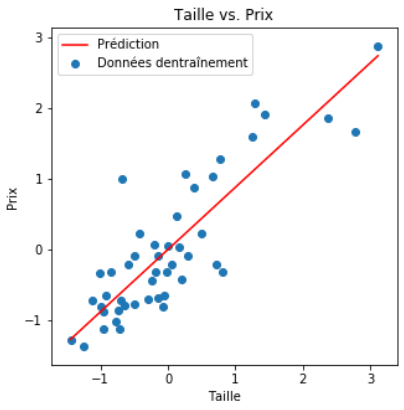 Taille vs. Prix
Prédiction
Données dentraînement
3
2
1
0
−1
Prix
−1
0
1
2
3
Taille